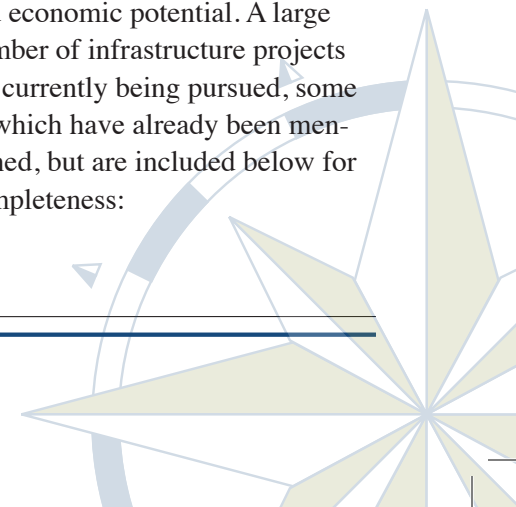 economic potential. A large
mber of infrastructure projects
currently being pursued, some
which have already been men-
ned, but are included below for
mpleteness: